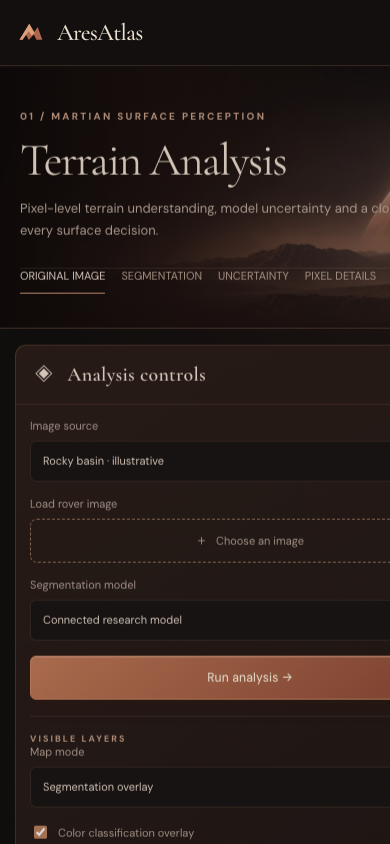 AresAtlas
01 / MARTIAN SURFACE PERCEPTION
Terrain Analysis
Pixel-level terrain understanding, model uncertainty and a
every surface decision.
ORIGINAL IMAGE SEGMENTATION UNCERTAINTY PIXEL DETAILS
Analysis controls
Image source
Rocky basin · illustrative
Load rover image
+ Choose an image
Segmentation model
Connected research model
Run analysis →
VISIBLE LAYERS
Map mode
Segmentation overlay
Color classification overlay